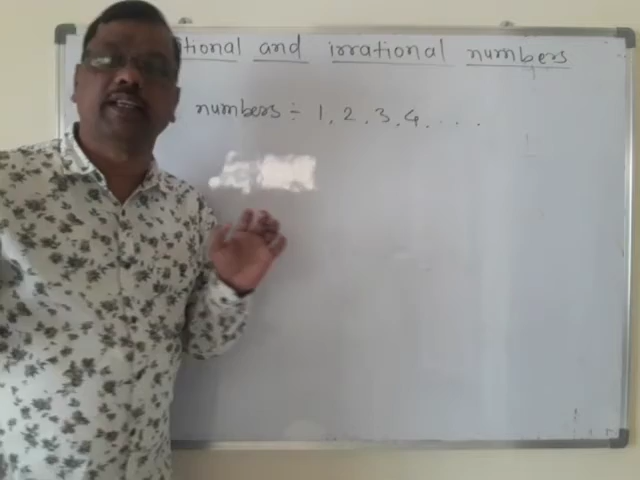 tional and irrational numbers
numbers ÷ 1, 2, 3, 4, ....